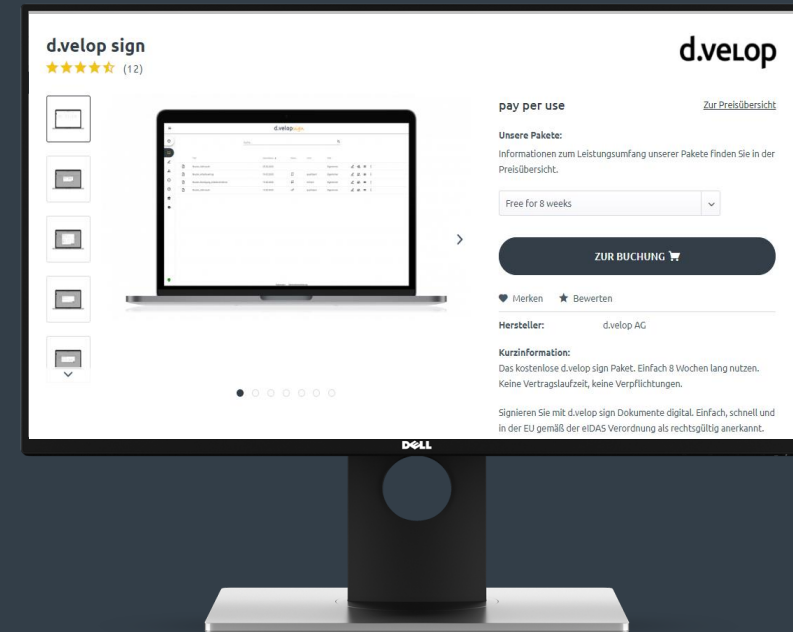 d.velop sign
(12)
d.velop
pay per use
Zur Preisübersicht
Unsere Pakete:
Informationen zum Leistungsumfang unserer Pakete finden Sie in der
Preisübersicht.
Free for 8 weeks
ZUR BUCHUNG
Merken
Bewerten
Hersteller:
d.velop AG
Kurzinformation:
Das kostenlose d.velop sign Paket. Einfach 8 Wochen lang nutzen.
Keine Vertragslaufzeit, keine Verpflichtungen.
Signieren Sie mit d.velop sign Dokumente digital. Einfach, schnell und
in der EU gemäß der eIDAS Verordnung als rechtsgültig anerkannt.
d.velop sign
DELL